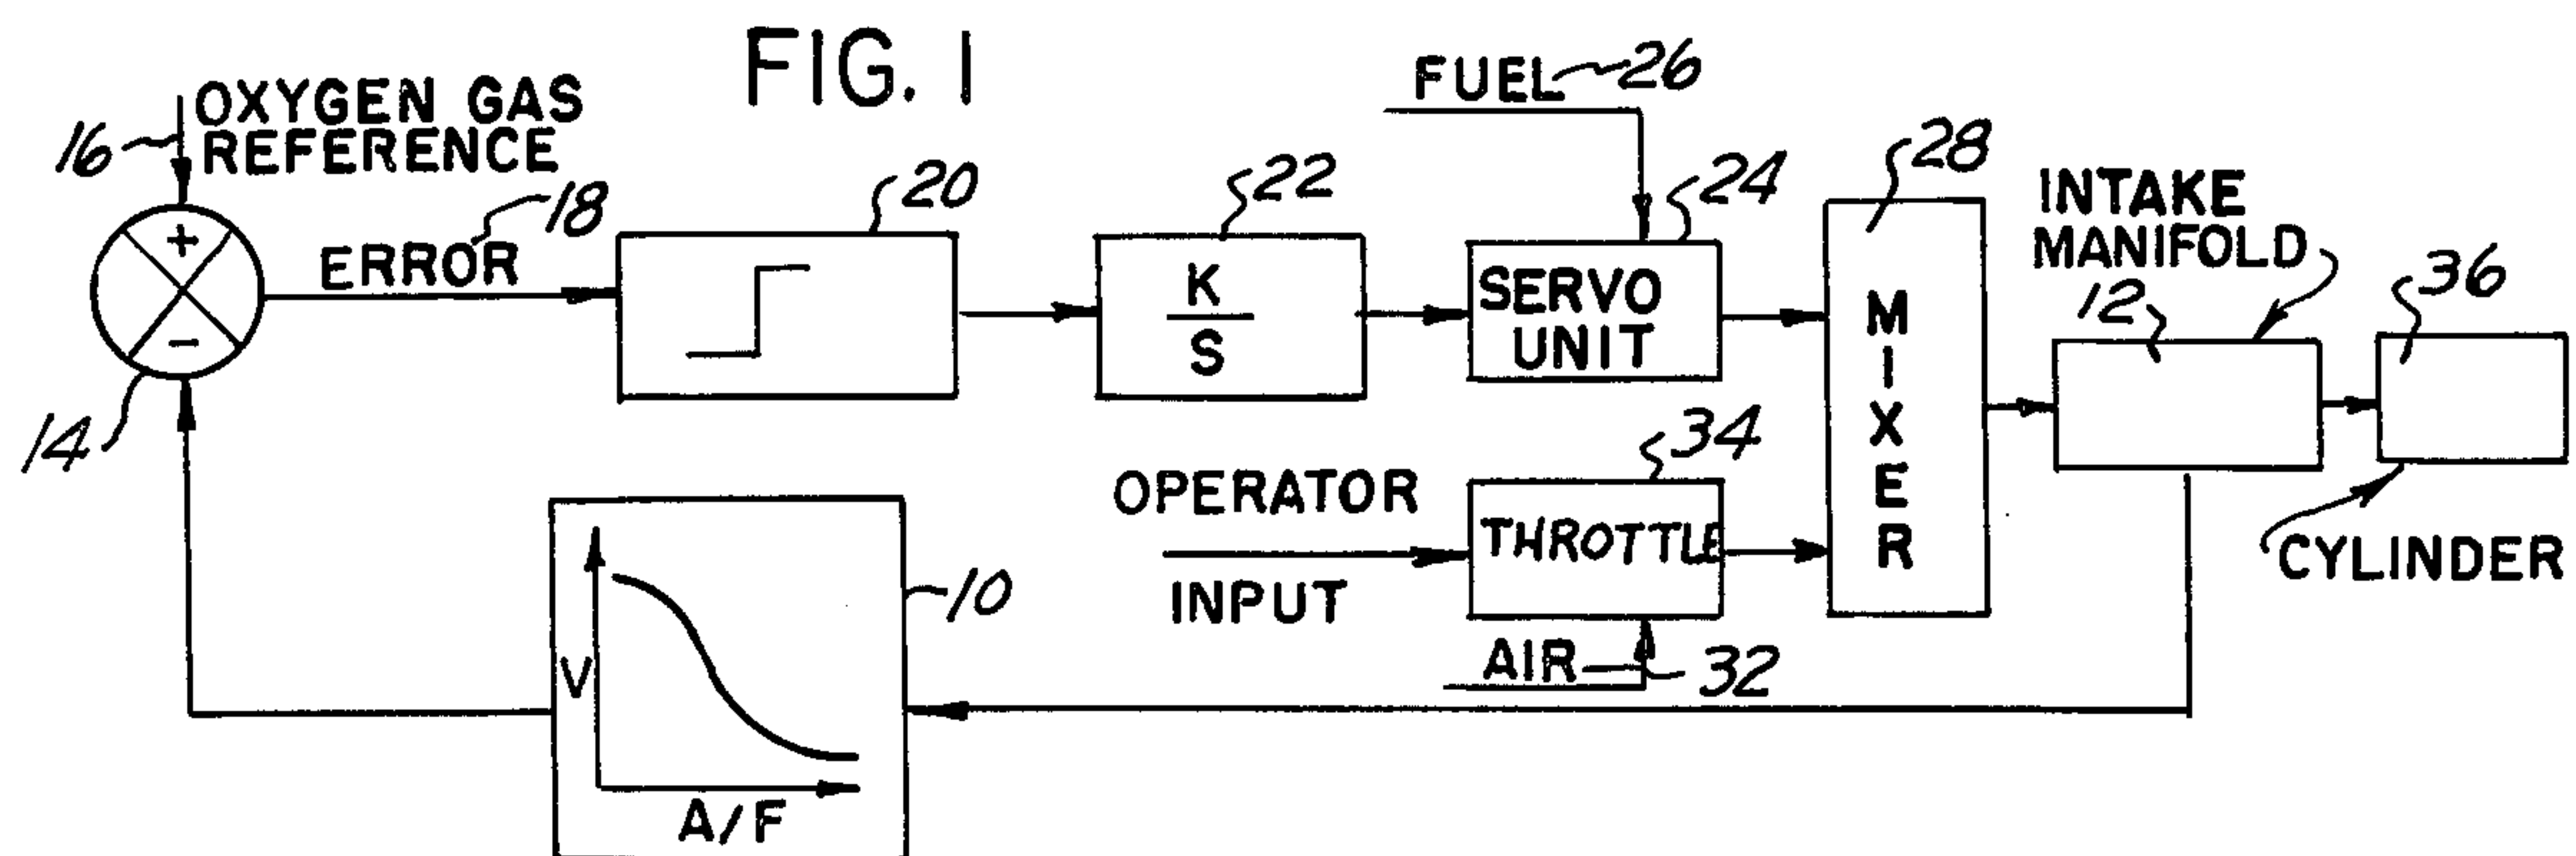 FIG. 1
OXYGEN GAS
REFERENCE
16
+
−
14
ERROR
18
20
22
K
S
FUEL
26
24
SERVO
UNIT
28
MIXER
INTAKE
MANIFOLD
12
36
CYLINDER
34
OPERATOR
INPUT
THROTTLE
AIR
32
10
V
A/F